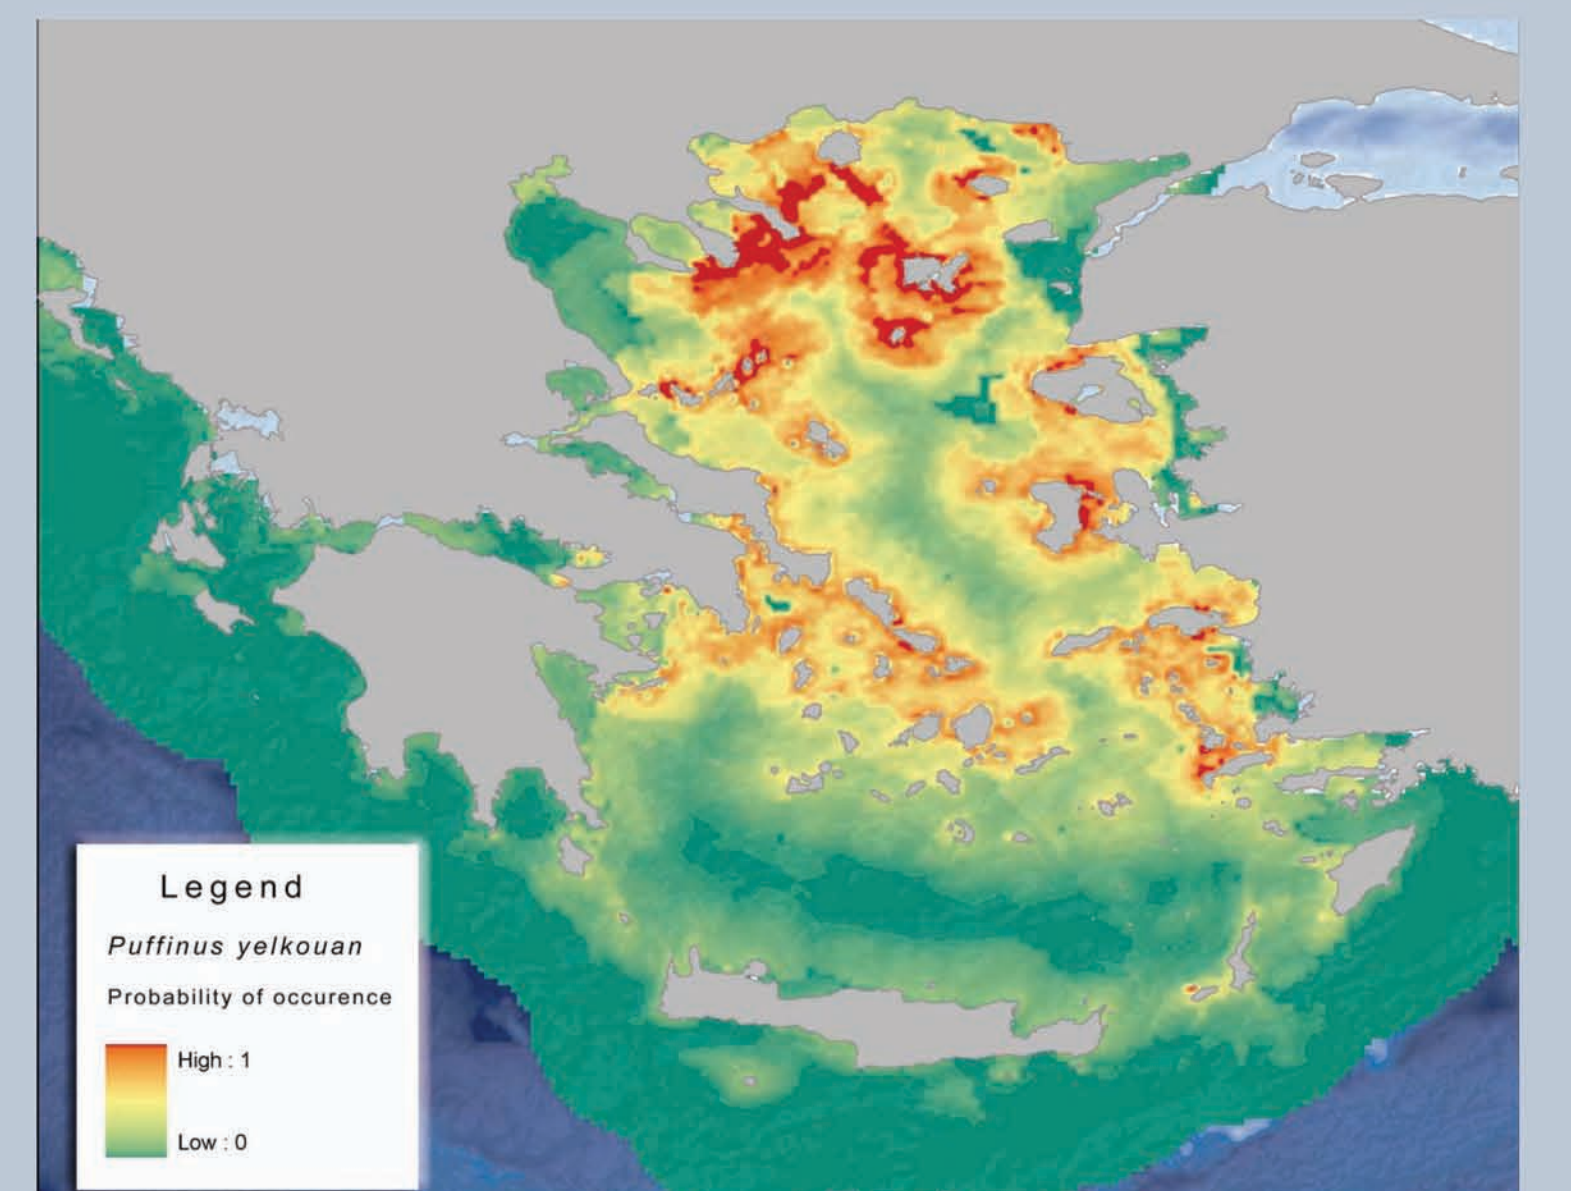 Legend
Puffinus yelkouan
Probability of occurence
High : 1
Low : 0